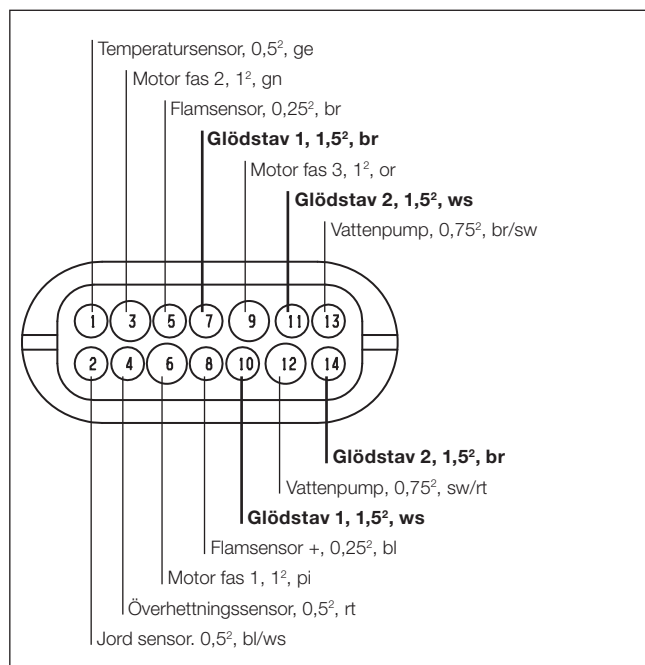 Temperatursensor, 0,5², ge
Motor fas 2, 1², gn
Flamsensor, 0,25², br
Glödstav 1, 1,5², br
Motor fas 3, 1², or
Glödstav 2, 1,5², ws
Vattenpump, 0,75², br/sw
1 3 5 7 9 11 13
2 4 6 8 10 12 14
Glödstav 2, 1,5², br
Vattenpump, 0,75², sw/rt
Glödstav 1, 1,5², ws
Flamsensor +, 0,25², bl
Motor fas 1, 1², pi
Överhettningssensor, 0,5², rt
Jord sensor. 0,5², bl/ws